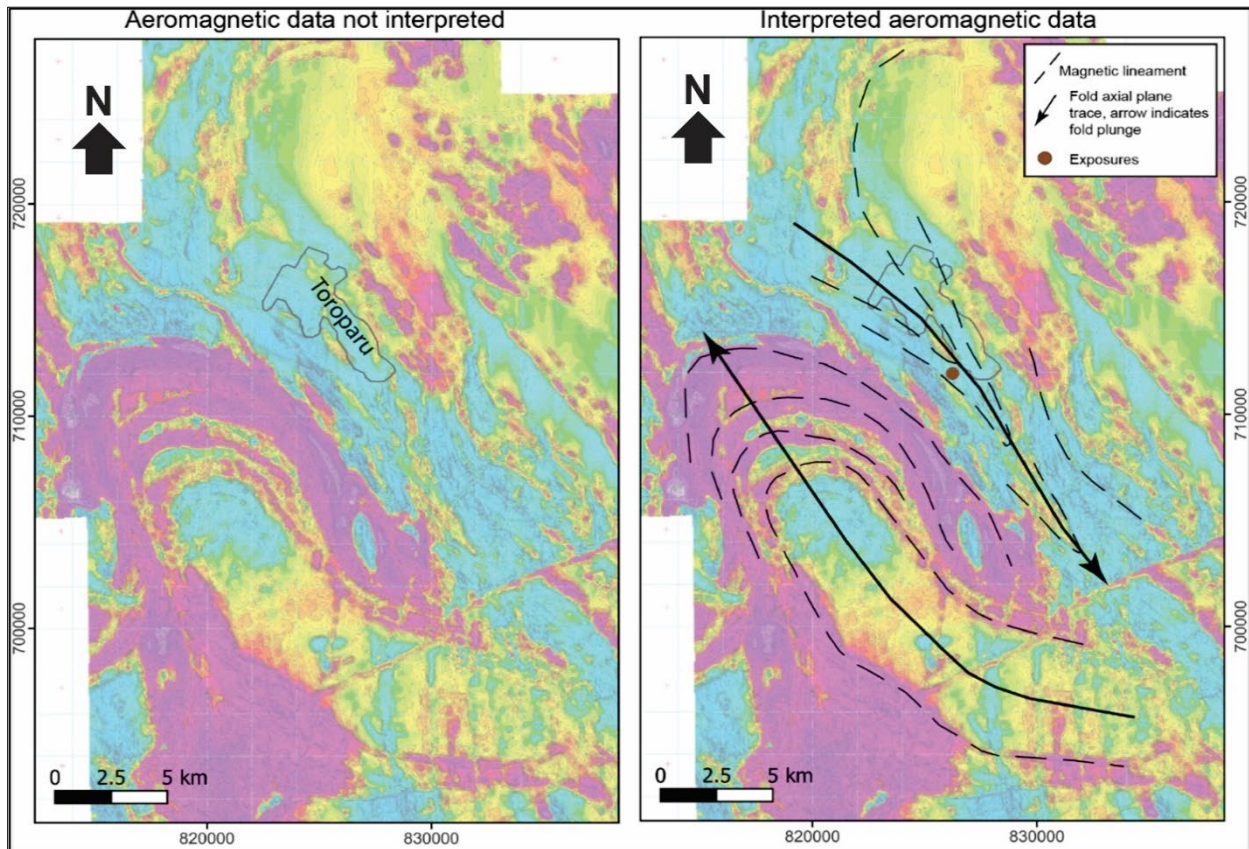 Aeromagnetic data not interpreted
Interpreted aeromagnetic data
N
N
Magnetic lineament
Fold axial plane
trace, arrow indicates
fold plunge
Exposures
Toroparu
720000
710000
700000
720000
710000
700000
0 2.5 5 km
0 2.5 5 km
820000 830000
820000 830000